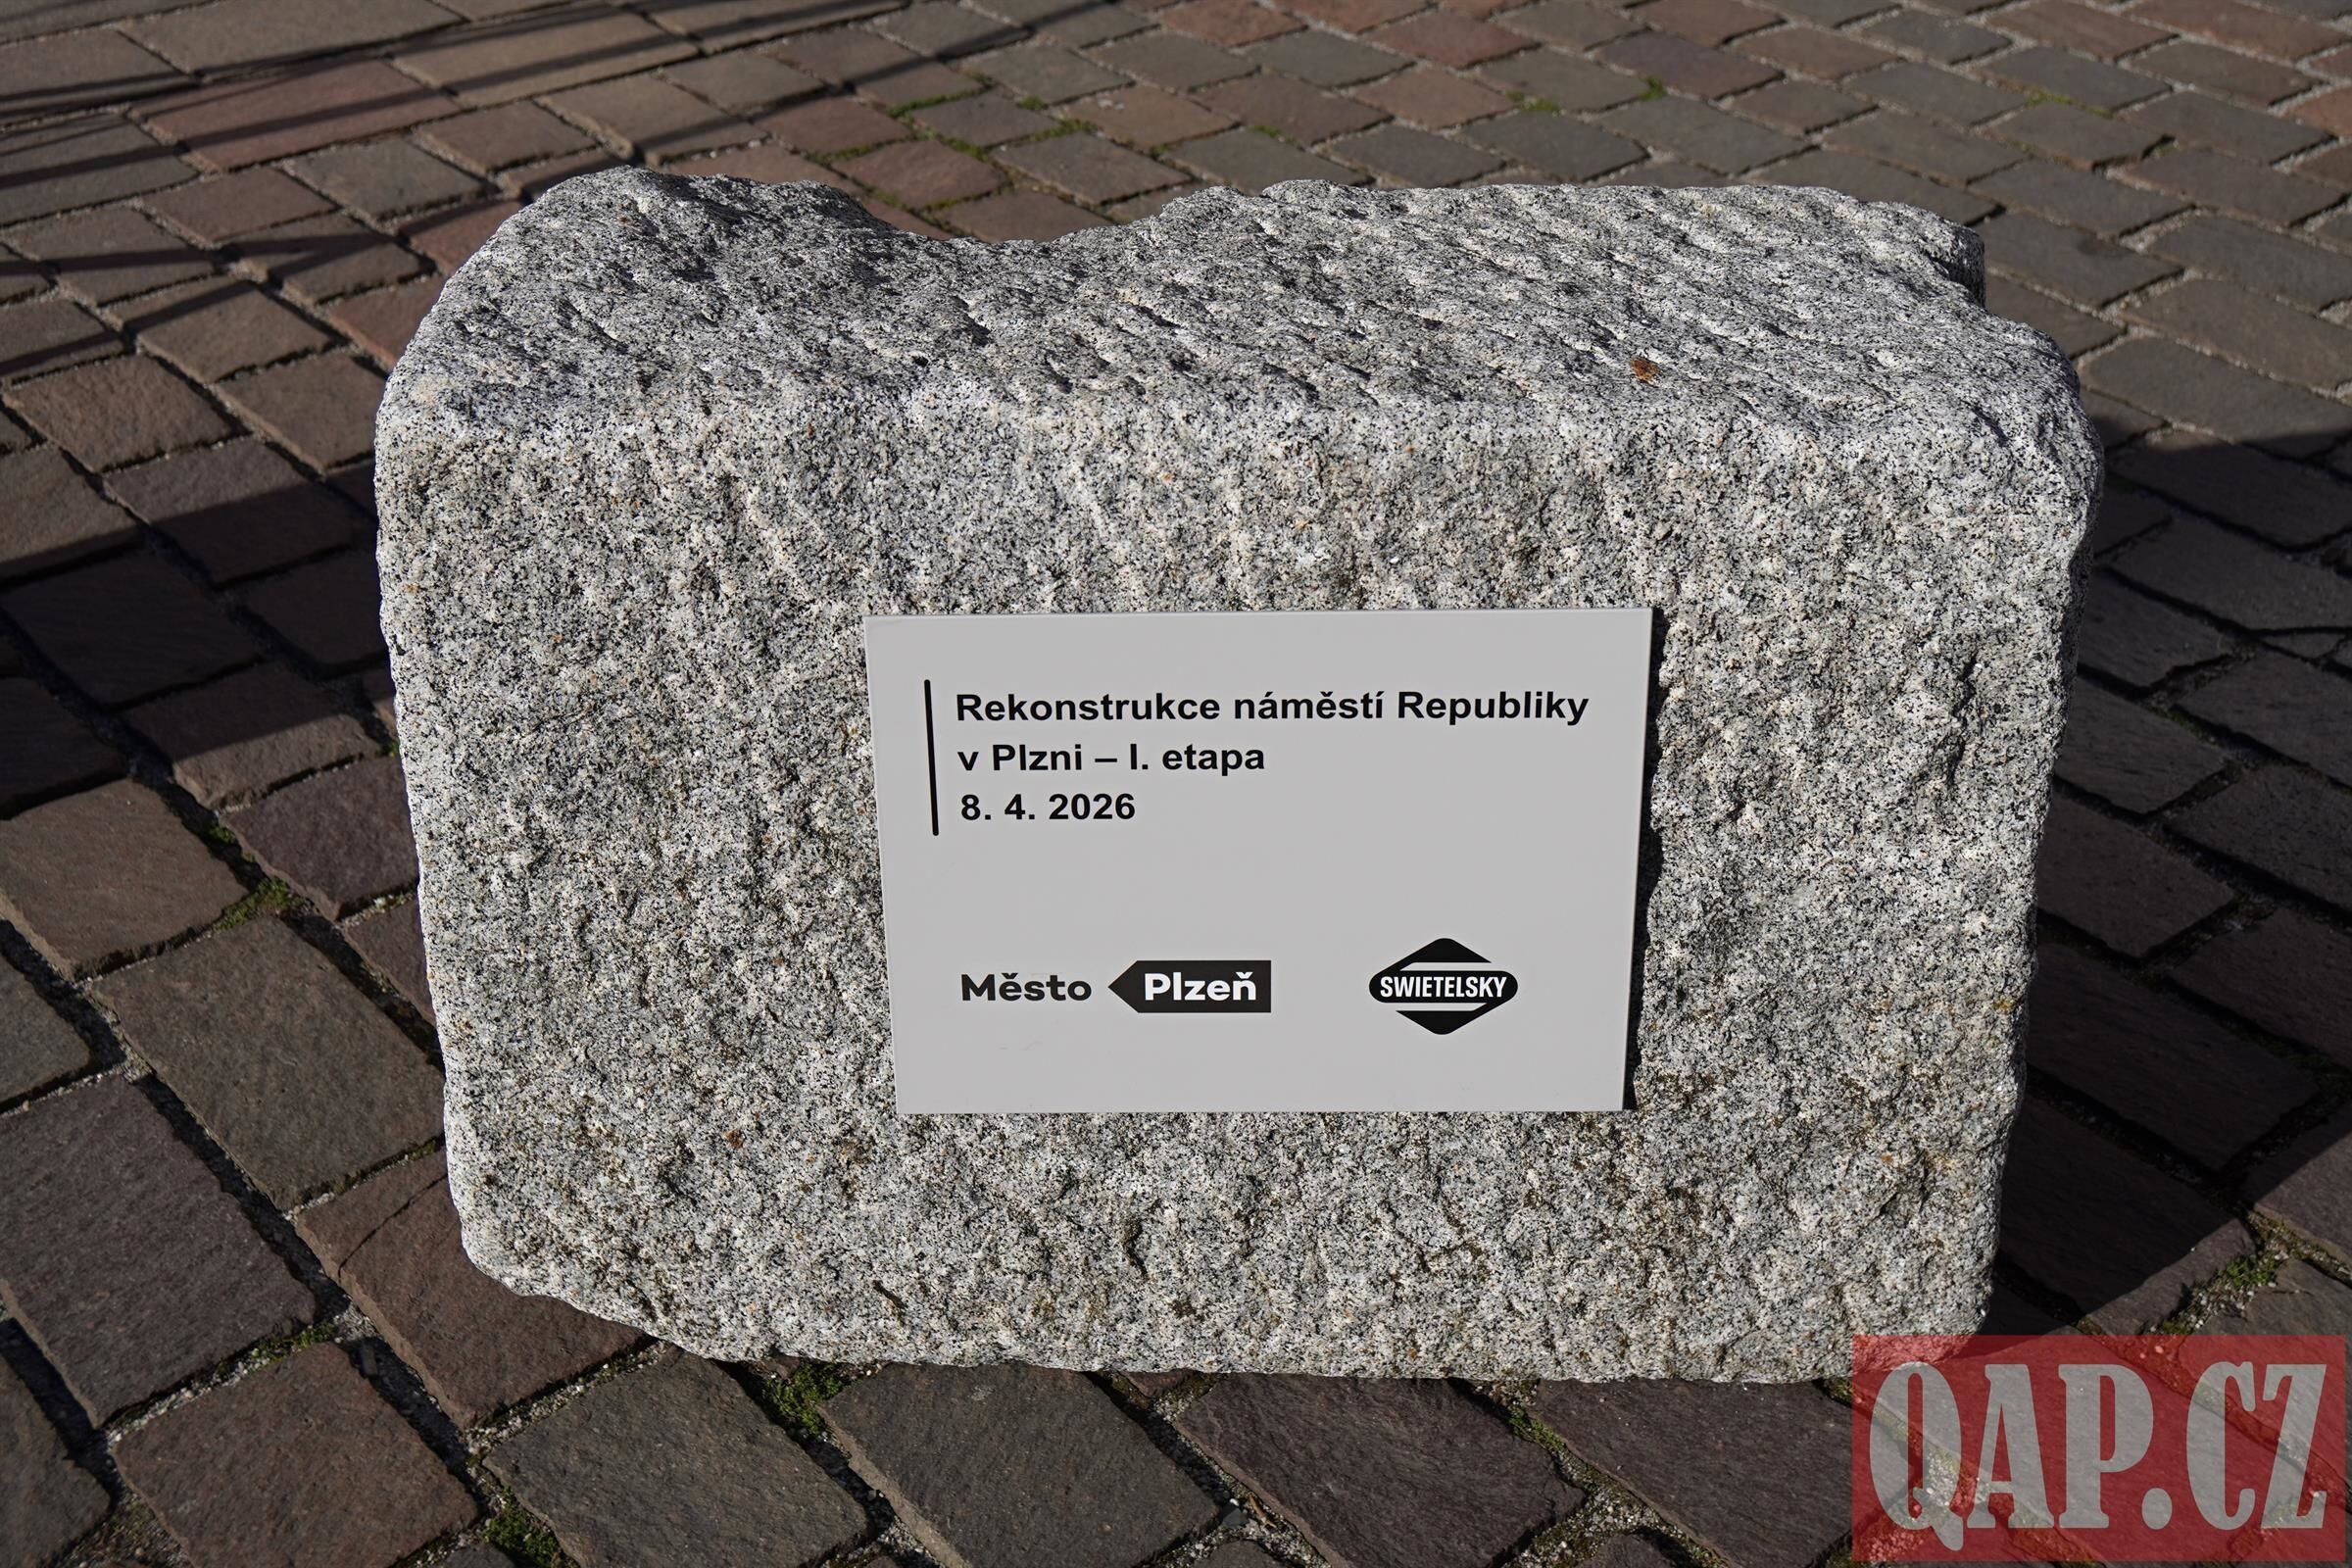 Rekonstrukce náměstí Republiky
v Plzni – I. etapa
8. 4. 2026
Město Plzeň
SWIETELSKY
QAP.CZ